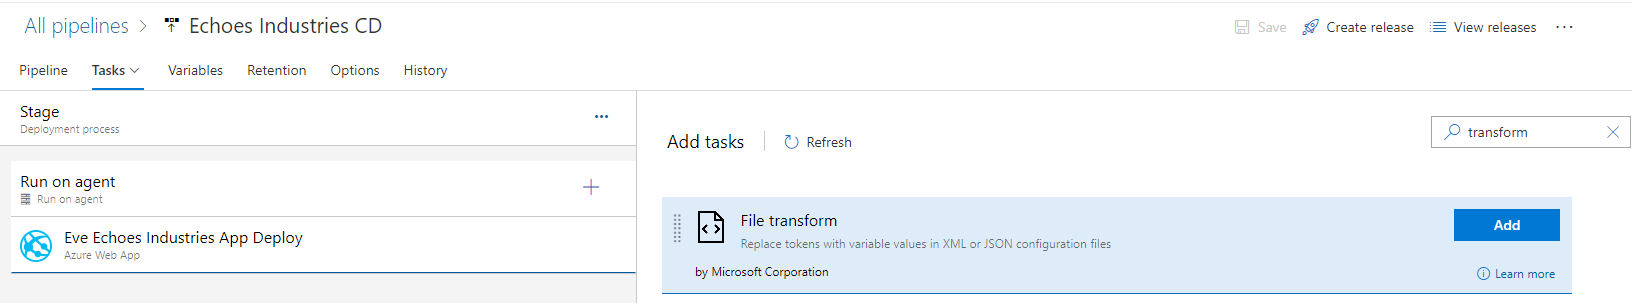 All pipelines > Echoes Industries CD
Save Create release View releases ...
Pipeline Tasks Variables Retention Options History
Stage
Deployment process
...
Add tasks Refresh
transform
Run on agent
Run on agent
Eve Echoes Industries App Deploy
Azure Web App
File transform
Replace tokens with variable values in XML or JSON configuration files
by Microsoft Corporation
Add
Learn more